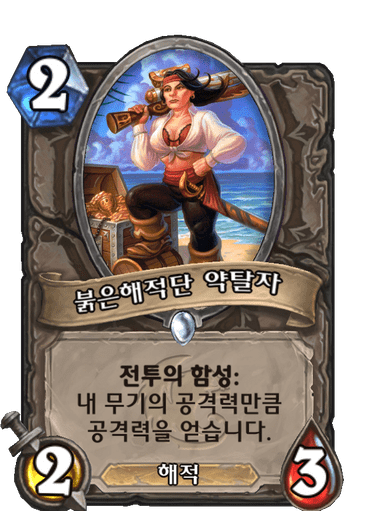 2
붉은해적단 약탈자
전투의 함성:
내 무기의 공격력만큼
공격력을 얻습니다.
2
해적
3